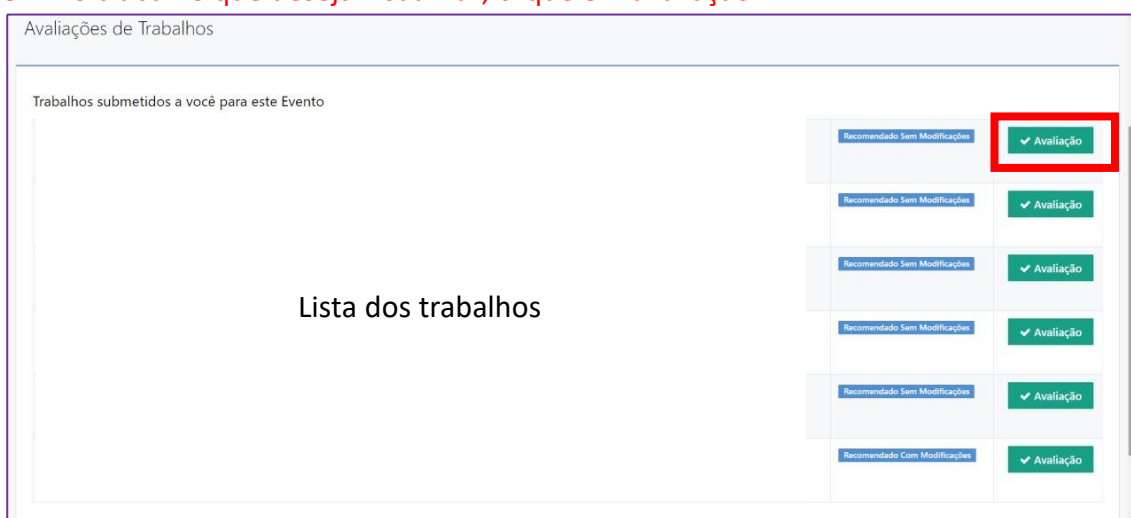 Avaliações de Trabalhos
Trabalhos submetidos a você para este Evento
Recomendado Sem Modificações
Avaliação
Recomendado Sem Modificações
Avaliação
Recomendado Sem Modificações
Avaliação
Lista dos trabalhos
Recomendado Sem Modificações
Avaliação
Recomendado Sem Modificações
Avaliação
Recomendado Com Modificações
Avaliação